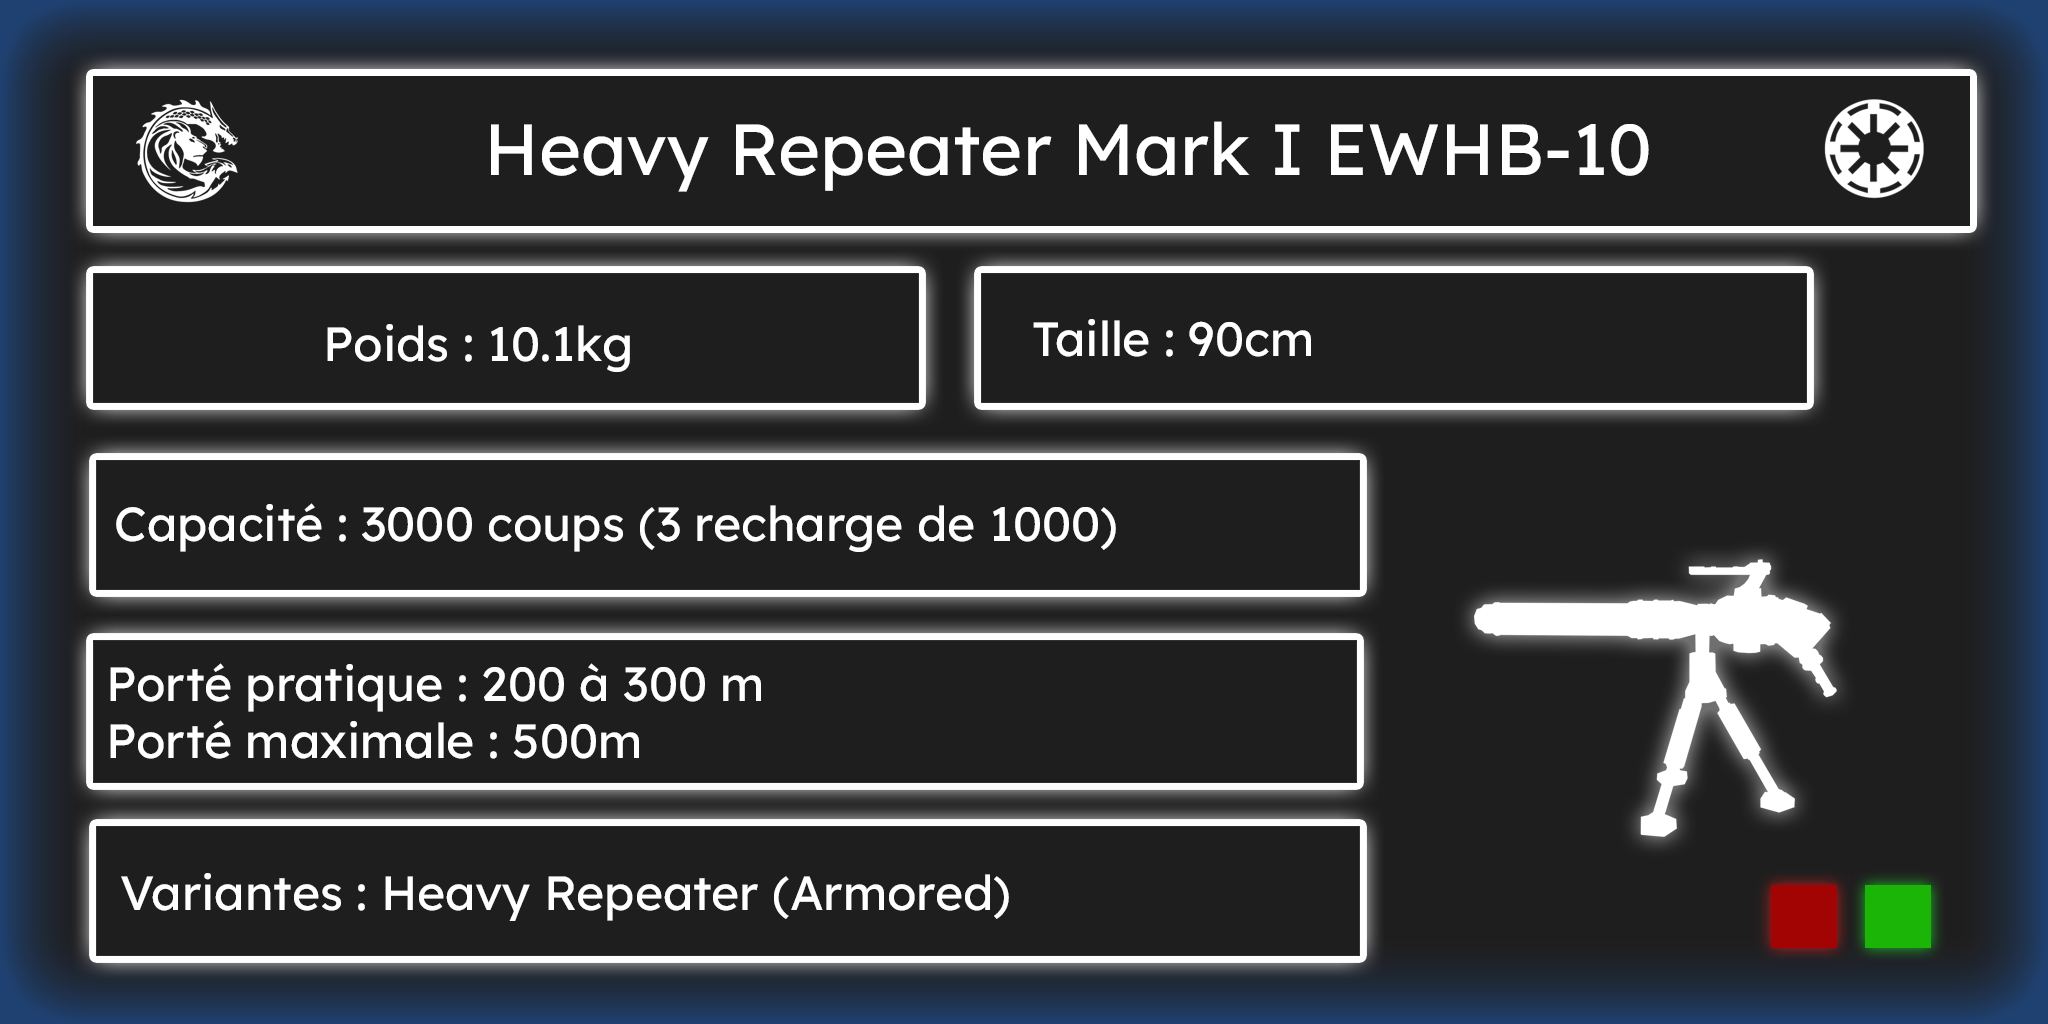 Heavy Repeater Mark I EWHB-10
Poids : 10.1kg
Taille : 90cm
Capacité : 3000 coups (3 recharge de 1000)
Porté pratique : 200 à 300 m
Porté maximale : 500m
Variantes : Heavy Repeater (Armored)